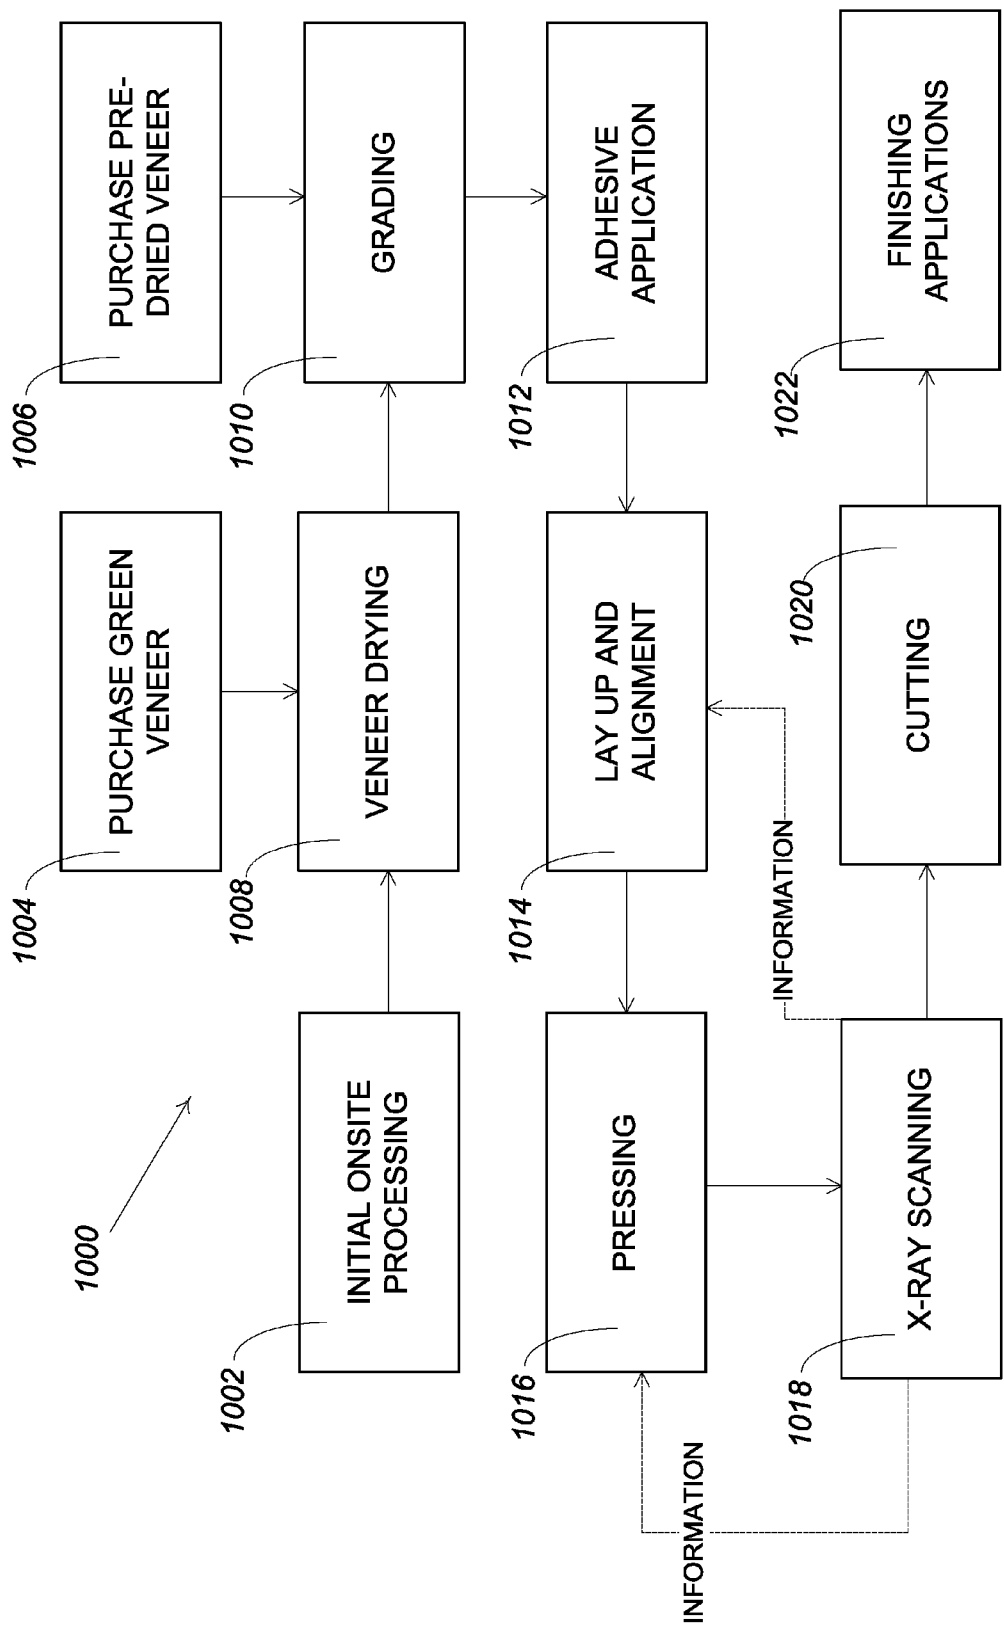 1000
1004
PURCHASE GREEN
VENEER
1006
PURCHASE PRE-
DRIED VENEER
1002
INITIAL ONSITE
PROCESSING
1008
VENEER DRYING
1010
GRADING
1016
PRESSING
1014
LAY UP AND
ALIGNMENT
1012
ADHESIVE
APPLICATION
INFORMATION
INFORMATION
1018
X-RAY SCANNING
1020
CUTTING
1022
FINISHING
APPLICATIONS